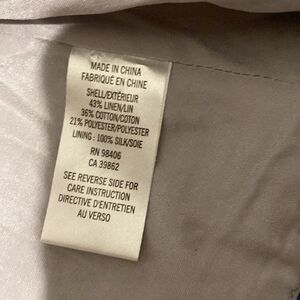 MADE IN CHINA
FABRIQUÉ EN CHINE
SHELL/EXTÉRIEUR
43% LINEN/LIN
36% COTTON/COTON
21% POLYESTER/POLYESTER
LINING : 100% SILK/SOIE
RN 98406
CA 39862
SEE REVERSE SIDE FOR
CARE INSTRUCTION
DIRECTIVE D'ENTRETIEN
AU VERSO